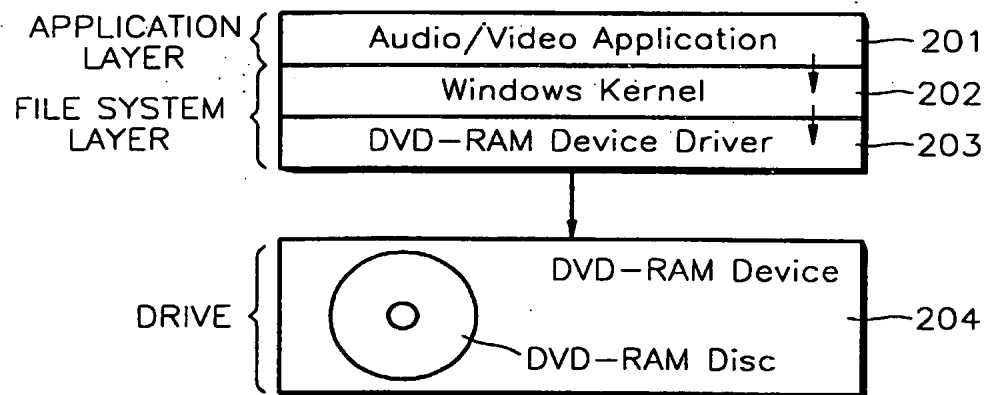 APPLICATION
LAYER
Audio/Video Application
201
Windows Kernel
202
FILE SYSTEM
LAYER
DVD-RAM Device Driver
203
DVD-RAM Device
DRIVE
204
DVD-RAM Disc